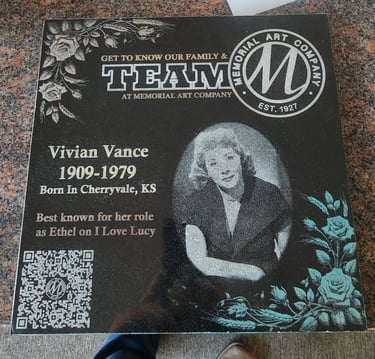 GET TO KNOW OUR FAMILY &
TEAM
AT MEMORIAL ART COMPANY
MEMORIAL ART COMPANY
M
EST. 1927
Vivian Vance
1909-1979
Born In Cherryvale, KS
Best known for her role
as Ethel on I Love Lucy
M